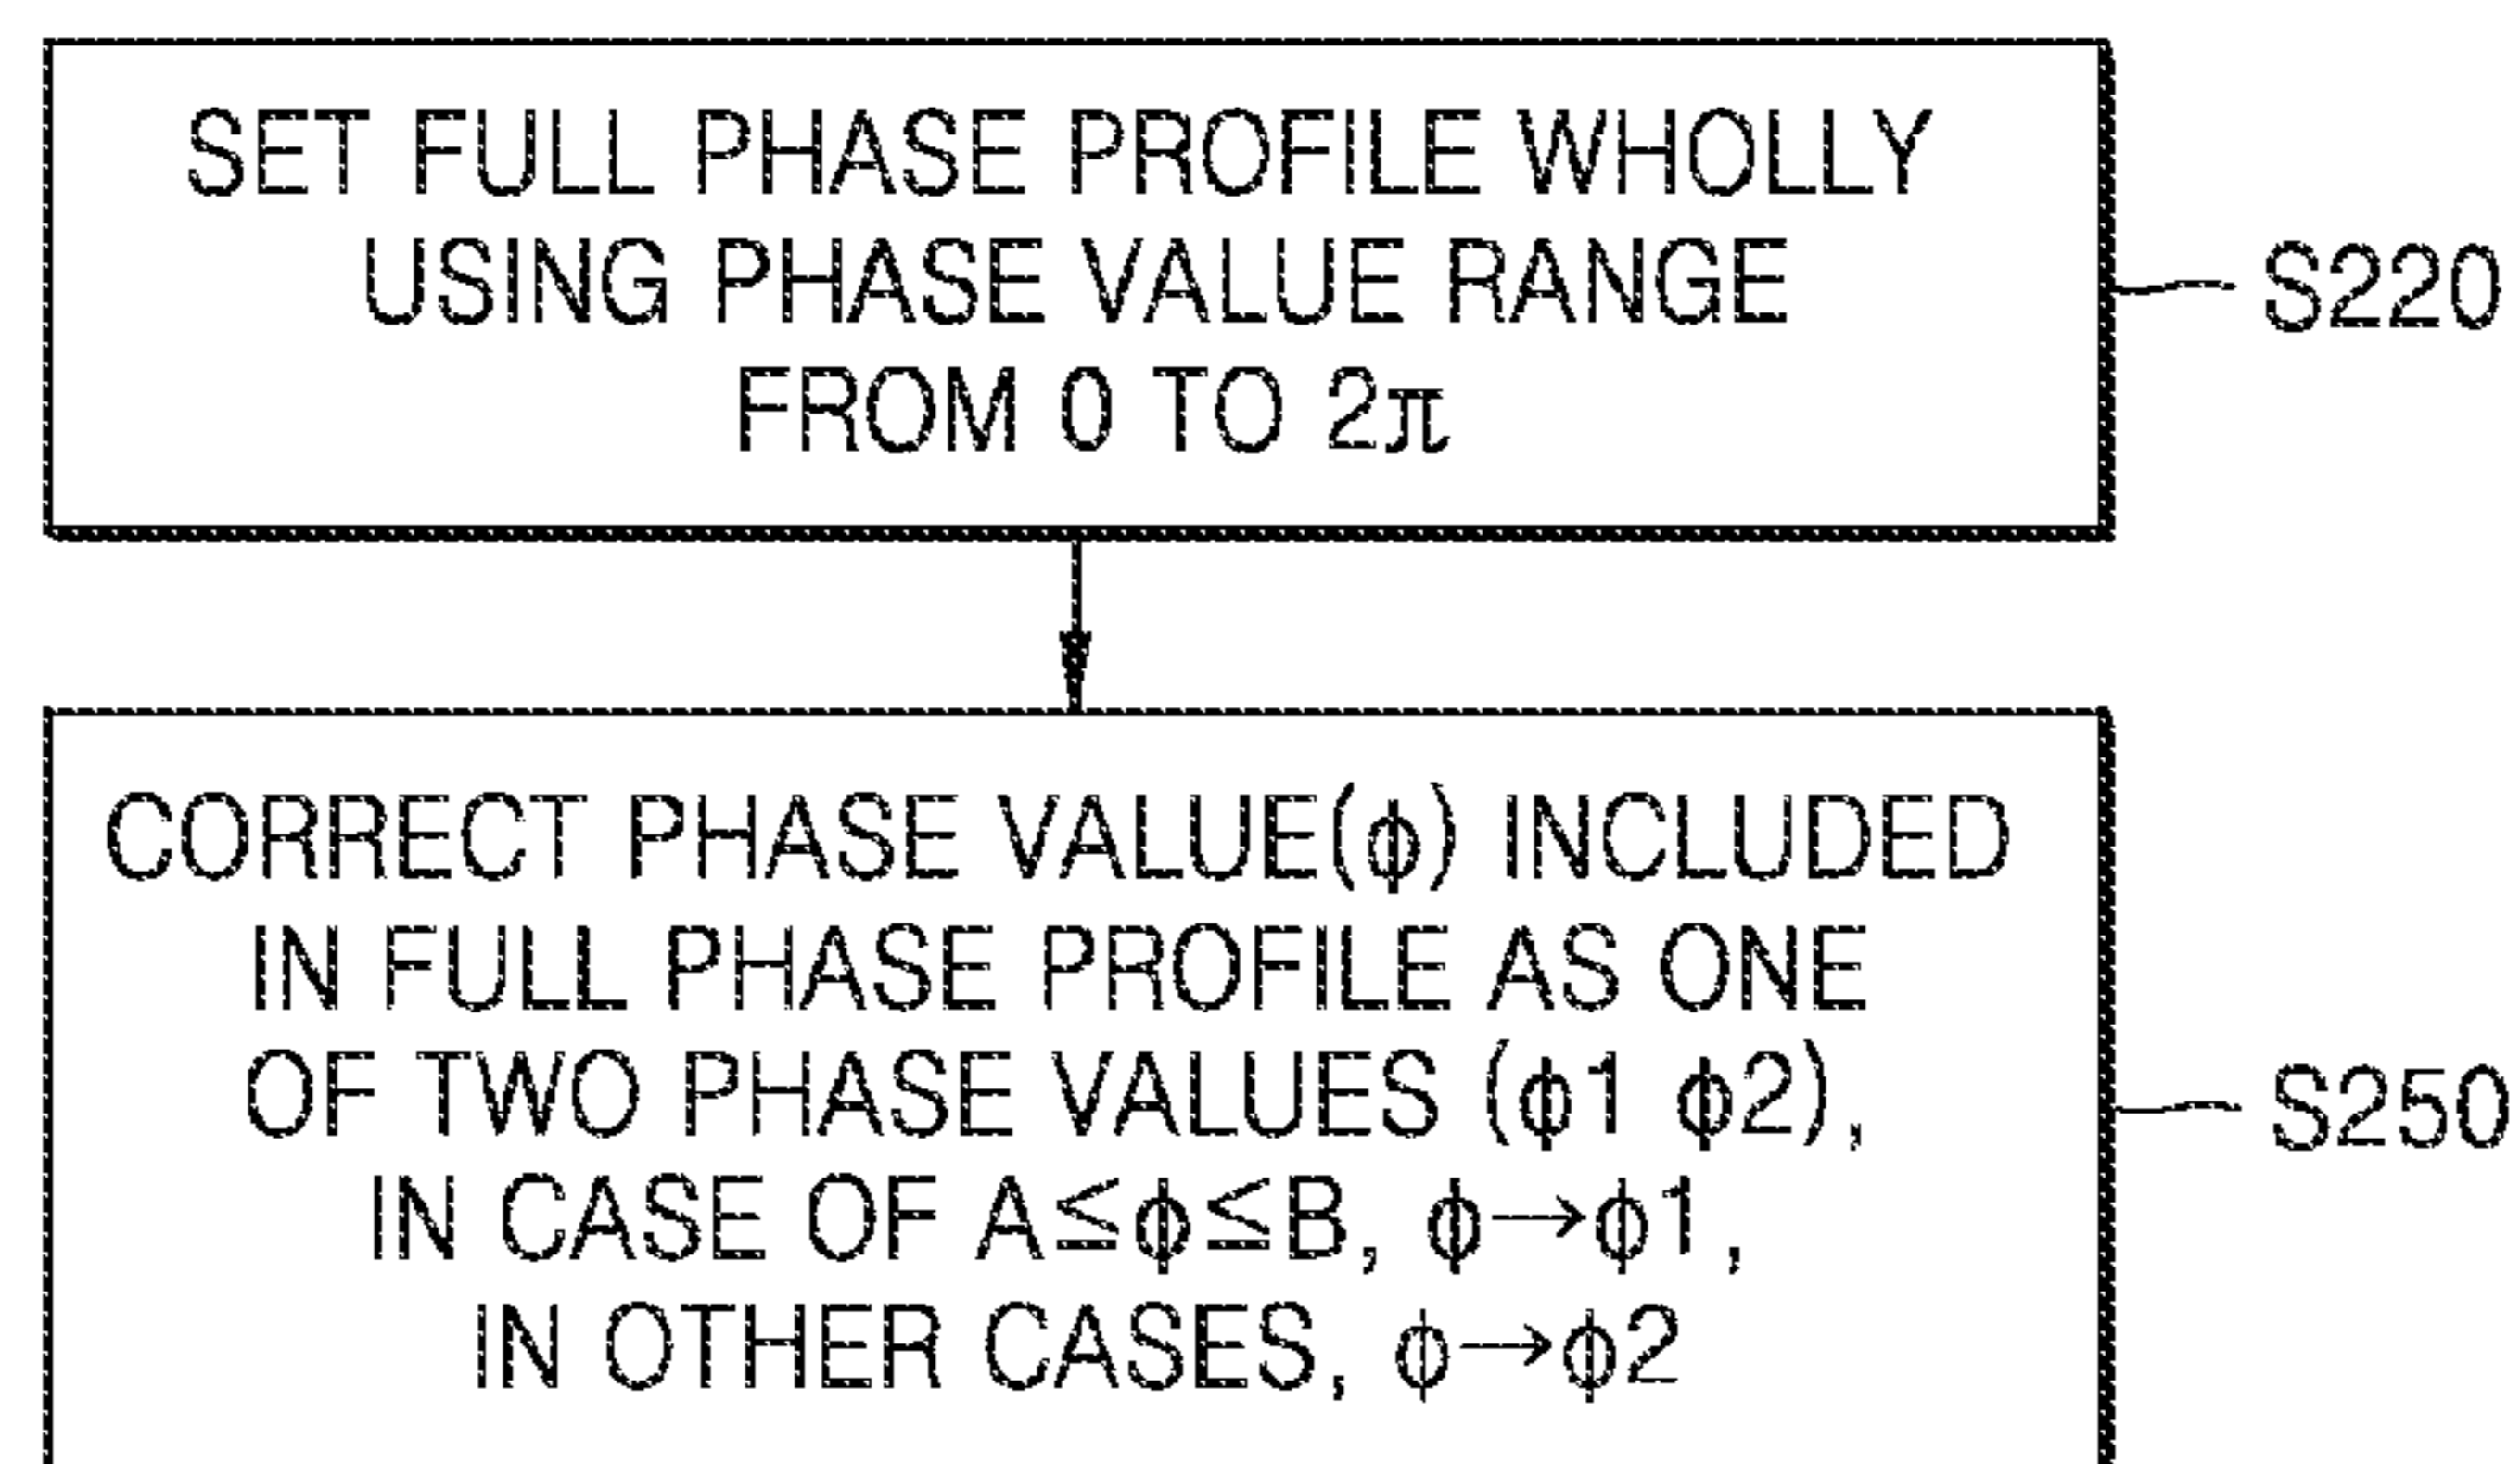 SET FULL PHASE PROFILE WHOLLY
USING PHASE VALUE RANGE
FROM 0 TO 2π
S220
CORRECT PHASE VALUE(ϕ) INCLUDED
IN FULL PHASE PROFILE AS ONE
OF TWO PHASE VALUES (ϕ1 ϕ2),
IN CASE OF A≦ϕ≦B, ϕ→ϕ1,
IN OTHER CASES, ϕ→ϕ2
S250